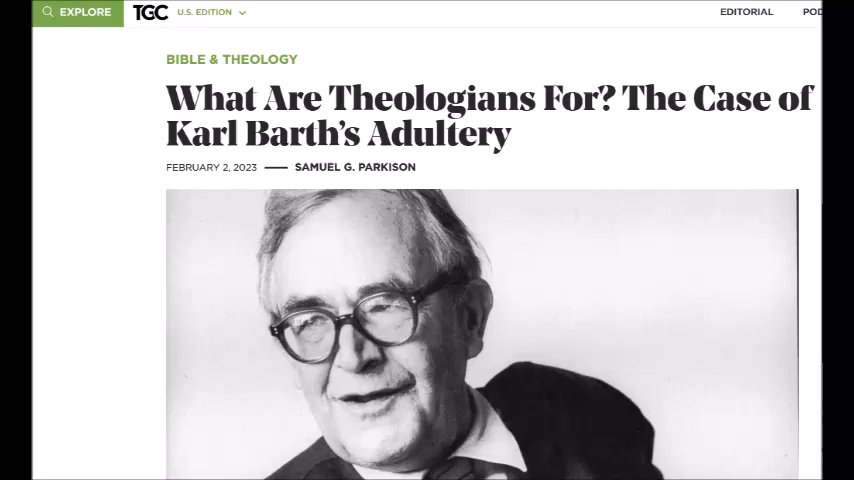 EXPLORE TGC U.S. EDITION EDITORIAL
BIBLE & THEOLOGY
What Are Theologians For? The Case of
Karl Barth's Adultery
FEBRUARY 2, 2023 — SAMUEL G. PARKISON